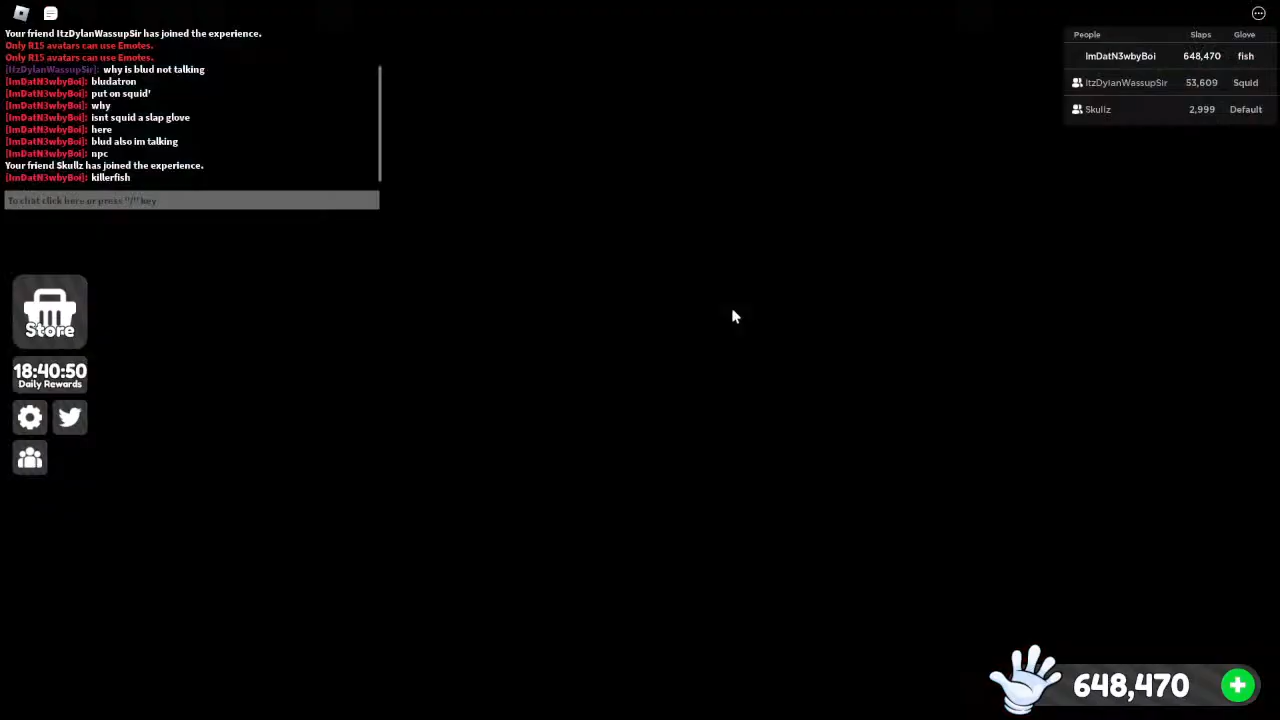 Your friend ItzDylanWassupSir has joined the experience.
Only R15 avatars can use Emotes.
Only R15 avatars can use Emotes.
[ItzDylanWassupSir]: why is blud not talking
[ImDatN3wbyBoi]: bludatron
[ImDatN3wbyBoi]: put on squid'
[ImDatN3wbyBoi]: why
[ImDatN3wbyBoi]: isnt squid a slap glove
[ImDatN3wbyBoi]: here
[ImDatN3wbyBoi]: blud also im talking
[ImDatN3wbyBoi]: npc
Your friend Skullz has joined the experience.
[ImDatN3wbyBoi]: killerfish
To chat click here or press "/" key
People Slaps Glove
ImDatN3wbyBoi 648,470 fish
ItzDylanWassupSir 53,609 Squid
Skullz 2,999 Default
Store
18:40:50
Daily Rewards
648,470